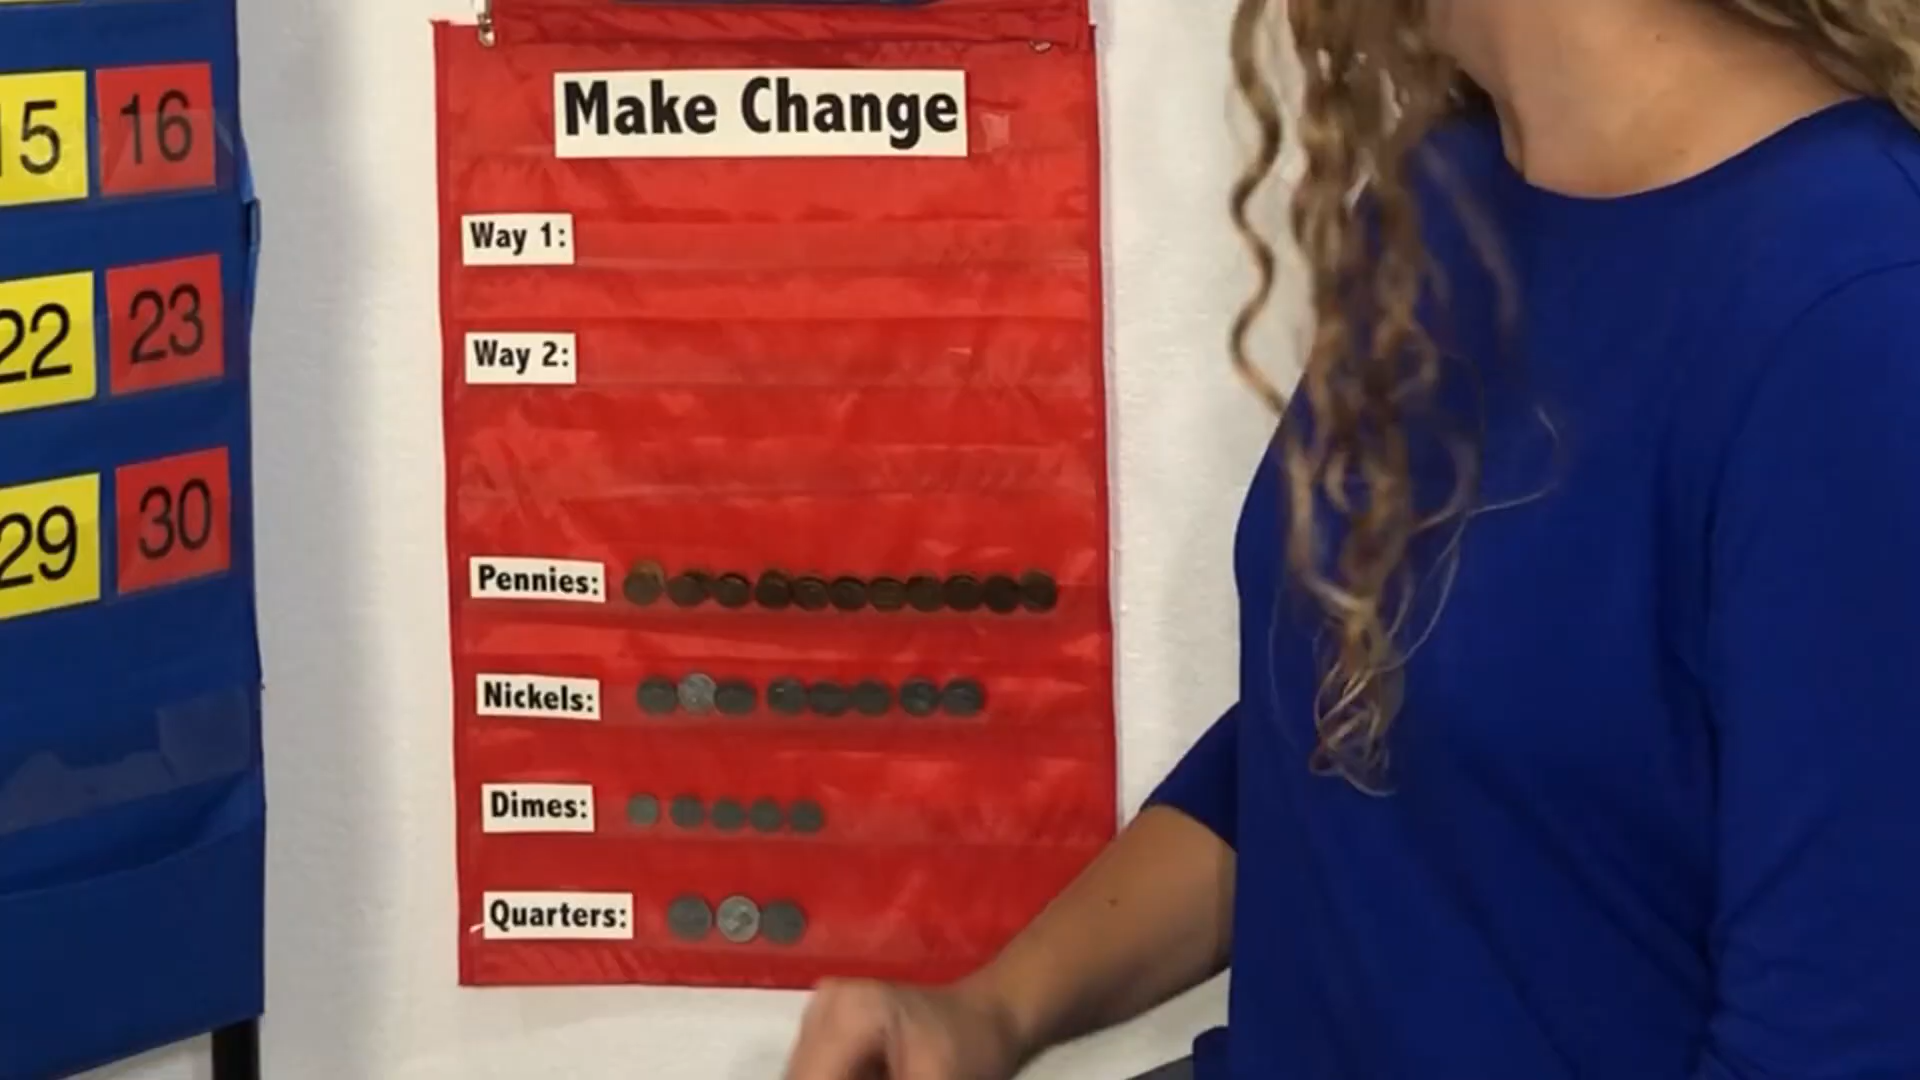 15 16
22 23
29 30
Make Change
Way 1:
Way 2:
Pennies:
Nickels:
Dimes:
Quarters: